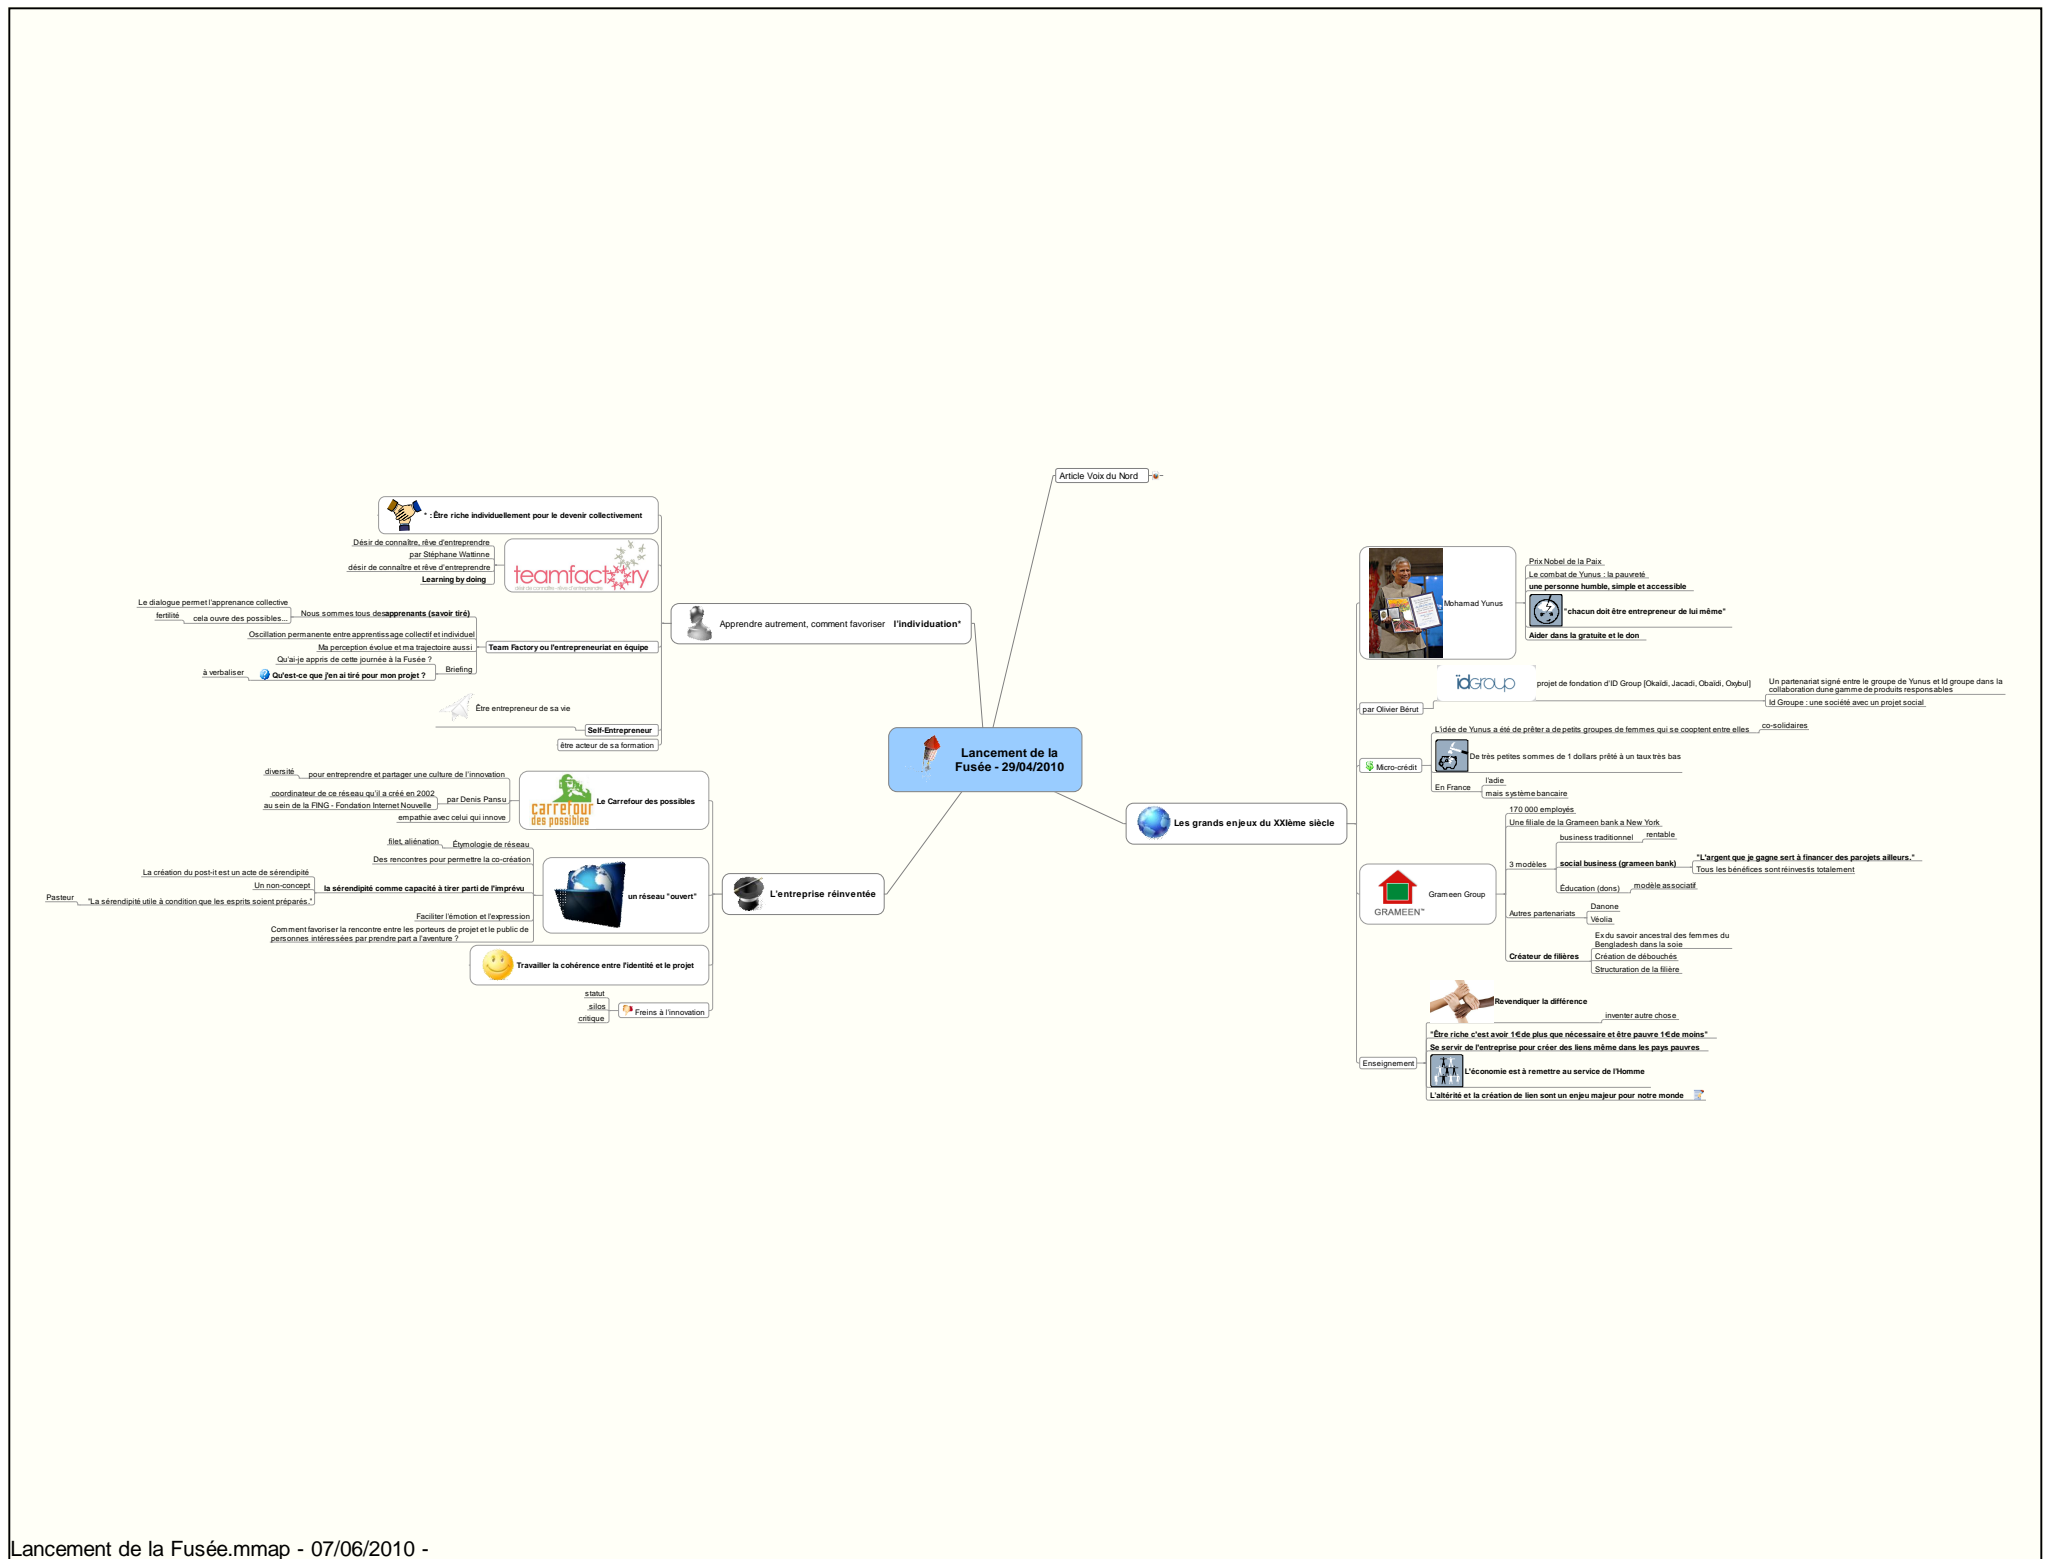 Article Voix du Nord
Lancement de la
Fusée - 29/04/2010
Les grands enjeux du XXIème siècle
Mohamad Yunus
Prix Nobel de la Paix
Le combat de Yunus : la pauvreté
une personne humble, simple et accessible
"chacun doit être entrepreneur de lui même"
Aider dans la gratuite et le don
par Olivier Bérut
ïdgroup
projet de fondation d'ID Group [Okaïdi, Jacadi, Obaïdi, Oxybul]
Un partenariat signé entre le groupe de Yunus et Id groupe dans la
collaboration dune gamme de produits responsables
Id Groupe : une société avec un projet social
Micro-crédit
L'idée de Yunus a été de prêter a de petits groupes de femmes qui se cooptent entre elles
co-solidaires
De très petites sommes de 1 dollars prêté à un taux très bas
En France
l'adie
mais système bancaire
GRAMEEN™
Grameen Group
170 000 employés
Une filiale de la Grameen bank a New York
3 modèles
business traditionnel
rentable
social business (grameen bank)
"L'argent que je gagne sert à financer des parojets ailleurs."
Tous les bénéfices sont réinvestis totalement
Éducation (dons)
modèle associatif
Autres partenariats
Danone
Véolia
Créateur de filières
Ex du savoir ancestral des femmes du
Bengladesh dans la soie
Création de débouchés
Structuration de la filière
Enseignement
Revendiquer la différence
inventer autre chose
"Être riche c'est avoir 1€ de plus que nécessaire et être pauvre 1€ de moins"
Se servir de l'entreprise pour créer des liens même dans les pays pauvres
L'économie est à remettre au service de l'Homme
L'altérité et la création de lien sont un enjeu majeur pour notre monde
L'entreprise réinventée
carrefour
des possibles
Le Carrefour des possibles
pour entreprendre et partager une culture de l'innovation
diversité
par Denis Pansu
coordinateur de ce réseau qu'il a créé en 2002
au sein de la FING - Fondation Internet Nouvelle
empathie avec celui qui innove
un réseau "ouvert"
Étymologie de réseau
filet, aliénation
Des rencontres pour permettre la co-création
la sérendipité comme capacité à tirer parti de l'imprévu
La création du post-it est un acte de sérendipité
Un non-concept
"La sérendipité utile à condition que les esprits soient préparés."
Pasteur
Faciliter l'émotion et l'expression
Comment favoriser la rencontre entre les porteurs de projet et le public de
personnes intéressées par prendre part a l'aventure ?
Travailler la cohérence entre l'identité et le projet
Freins à l'innovation
statut
silos
critique
Apprendre autrement, comment favoriser l'individuation*
* : Être riche individuellement pour le devenir collectivement
teamfactory
désir de connaître - rêve d'entreprendre
Désir de connaître, rêve d'entreprendre
par Stéphane Wattinne
désir de connaître et rêve d'entreprendre
Learning by doing
Team Factory ou l'entrepreneuriat en équipe
Nous sommes tous des apprenants (savoir tiré)
Le dialogue permet l'apprenance collective
cela ouvre des possibles...
fertilité
Oscillation permanente entre apprentissage collectif et individuel
Ma perception évolue et ma trajectoire aussi
Briefing
Qu'ai-je appris de cette journée à la Fusée ?
Qu'est-ce que j'en ai tiré pour mon projet ?
à verbaliser
Self-Entrepreneur
Être entrepreneur de sa vie
être acteur de sa formation
Lancement de la Fusée.mmap - 07/06/2010 -